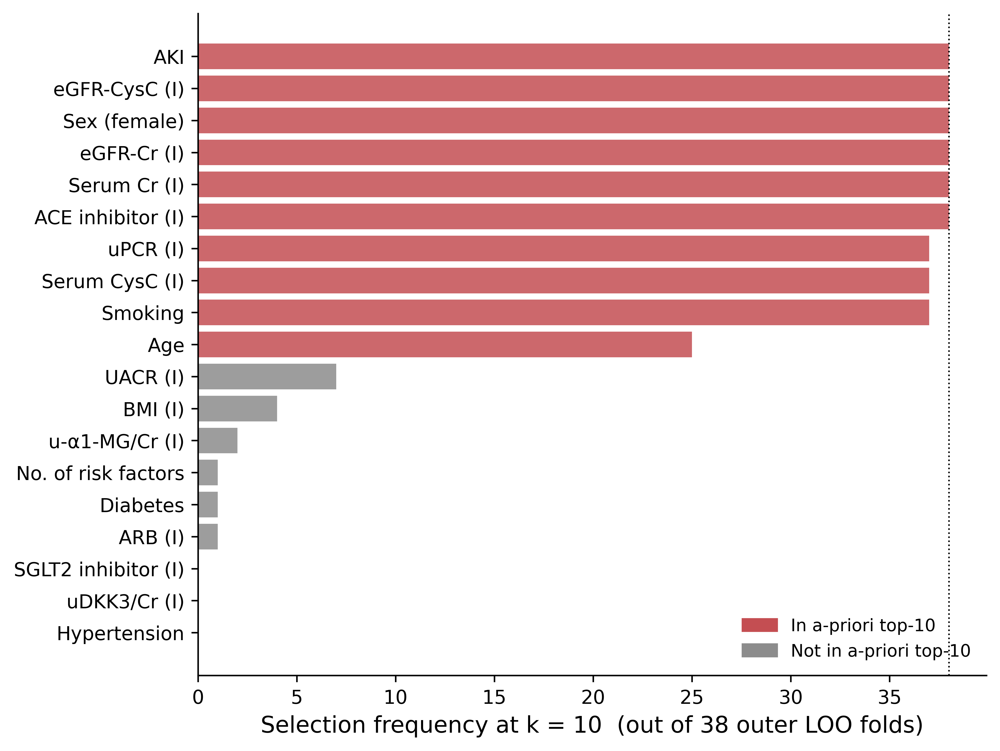 AKI
eGFR-CysC (I)
Sex (female)
eGFR-Cr (I)
Serum Cr (I)
ACE inhibitor (I)
uPCR (I)
Serum CysC (I)
Smoking
Age
UACR (I)
BMI (I)
u-α1-MG/Cr (I)
No. of risk factors
Diabetes
ARB (I)
SGLT2 inhibitor (I)
uDKK3/Cr (I)
Hypertension
In a-priori top-10
Not in a-priori top-10
0 5 10 15 20 25 30 35
Selection frequency at k = 10 (out of 38 outer LOO folds)